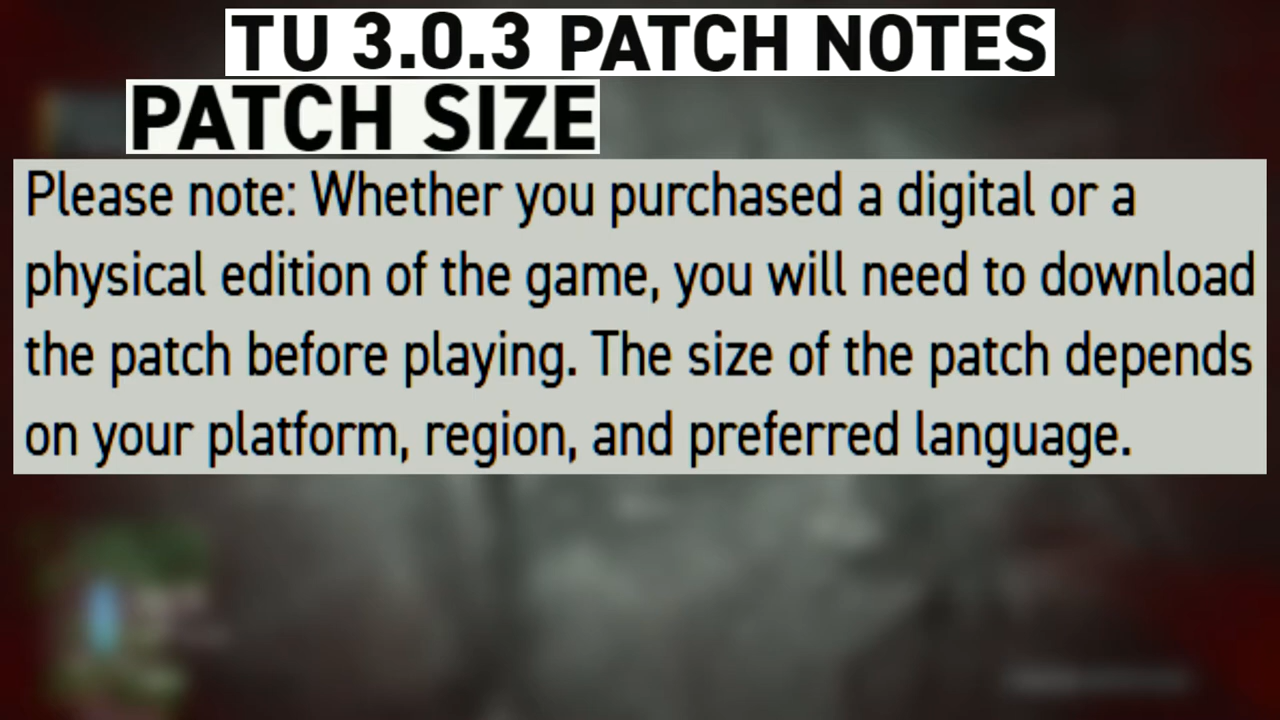 TU 3.0.3 PATCH NOTES
PATCH SIZE
Please note: Whether you purchased a digital or a
physical edition of the game, you will need to download
the patch before playing. The size of the patch depends
on your platform, region, and preferred language.